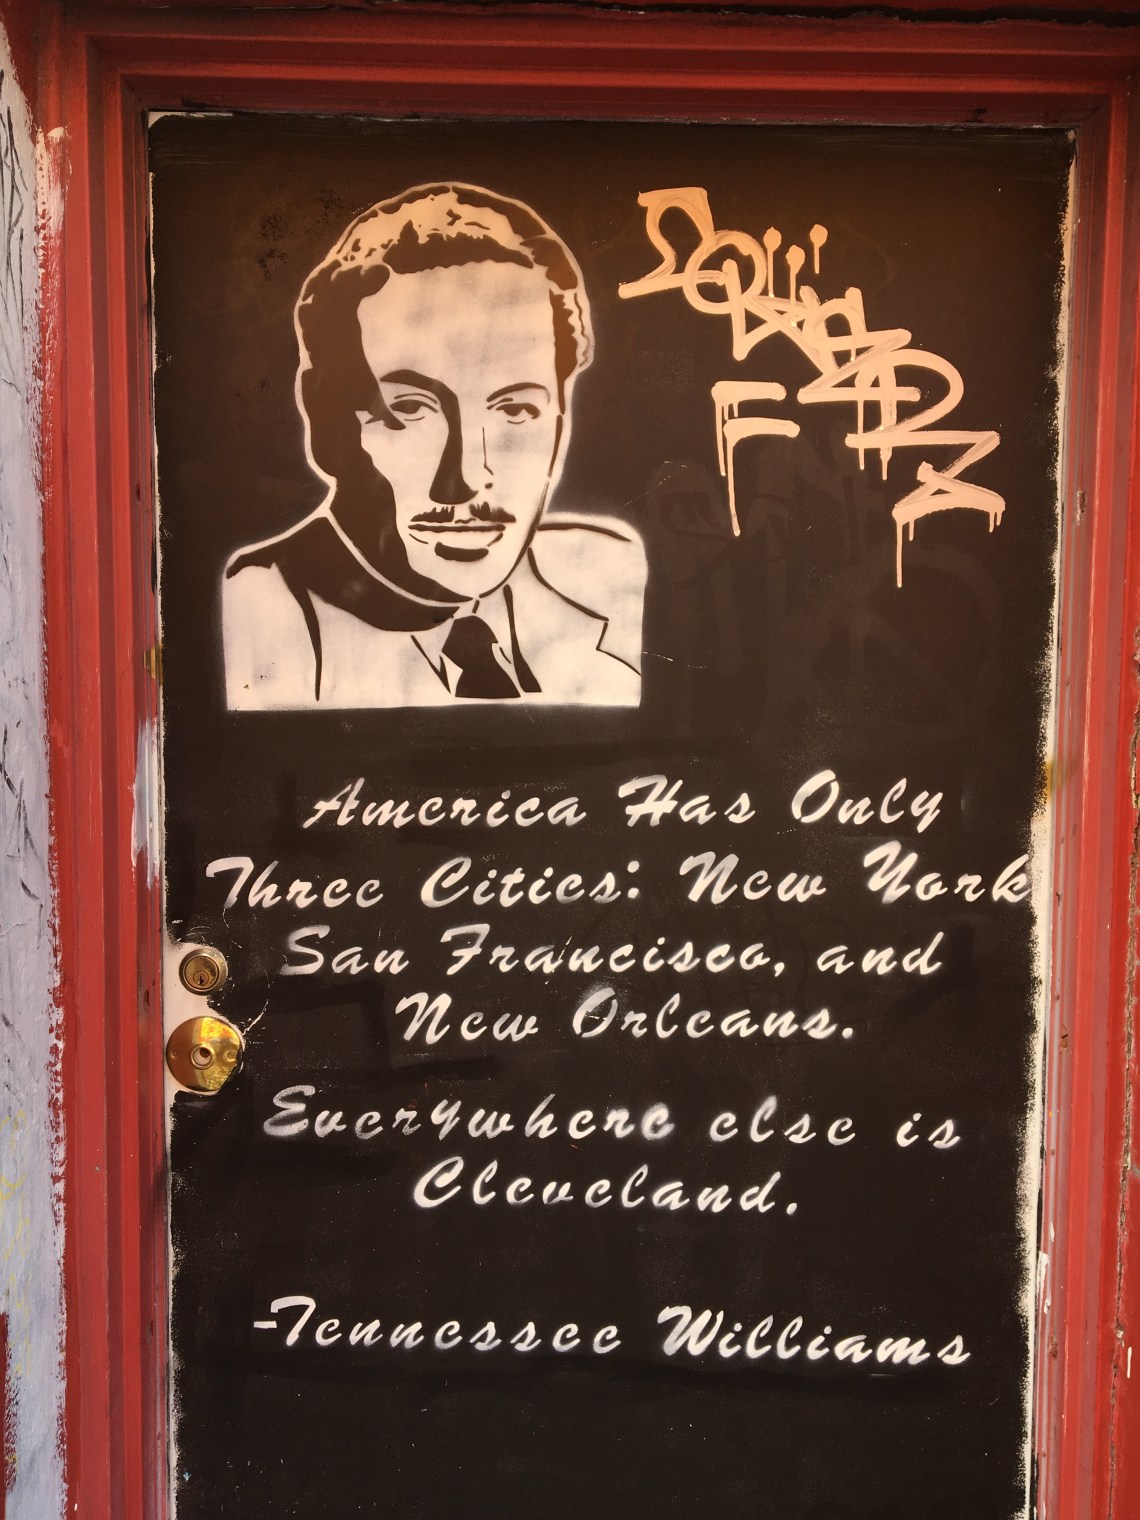 F
America Has Only
Three Cities: New York
San Francisco, and
New Orleans.
Everywhere else is
Cleveland.
-Tennessee Williams